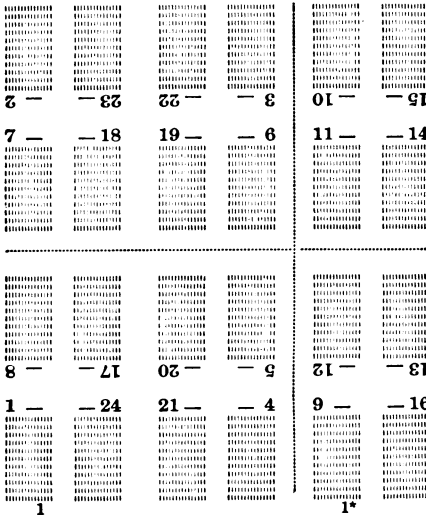 2 — — 23 22 — — 3 10 — — 15
7 — — 18 19 — — 6 11 — — 14
8 — — 17 20 — — 5 12 — — 13
1 — — 24 21 — — 4 9 — — 16
1 1*